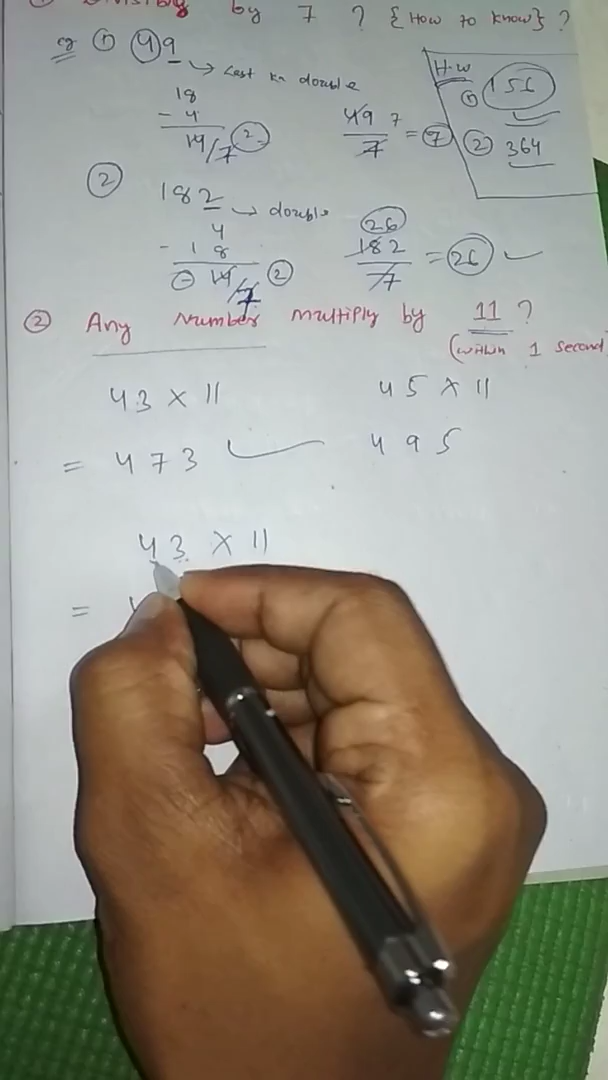 by 7 ? {How to know} ?
eg ① 49 → Last ka double
18
- 4
14/7 ②
49/7 7 = ⑦
H.W
① 156
② 364
② 182 → double
4
- 18
- 14/7 ②
26
182/7 = 26 ✓
② Any Number multiply by 11 ?
(within 1 second
43 × 11
= 473
45 × 11
495
43 × 11
=